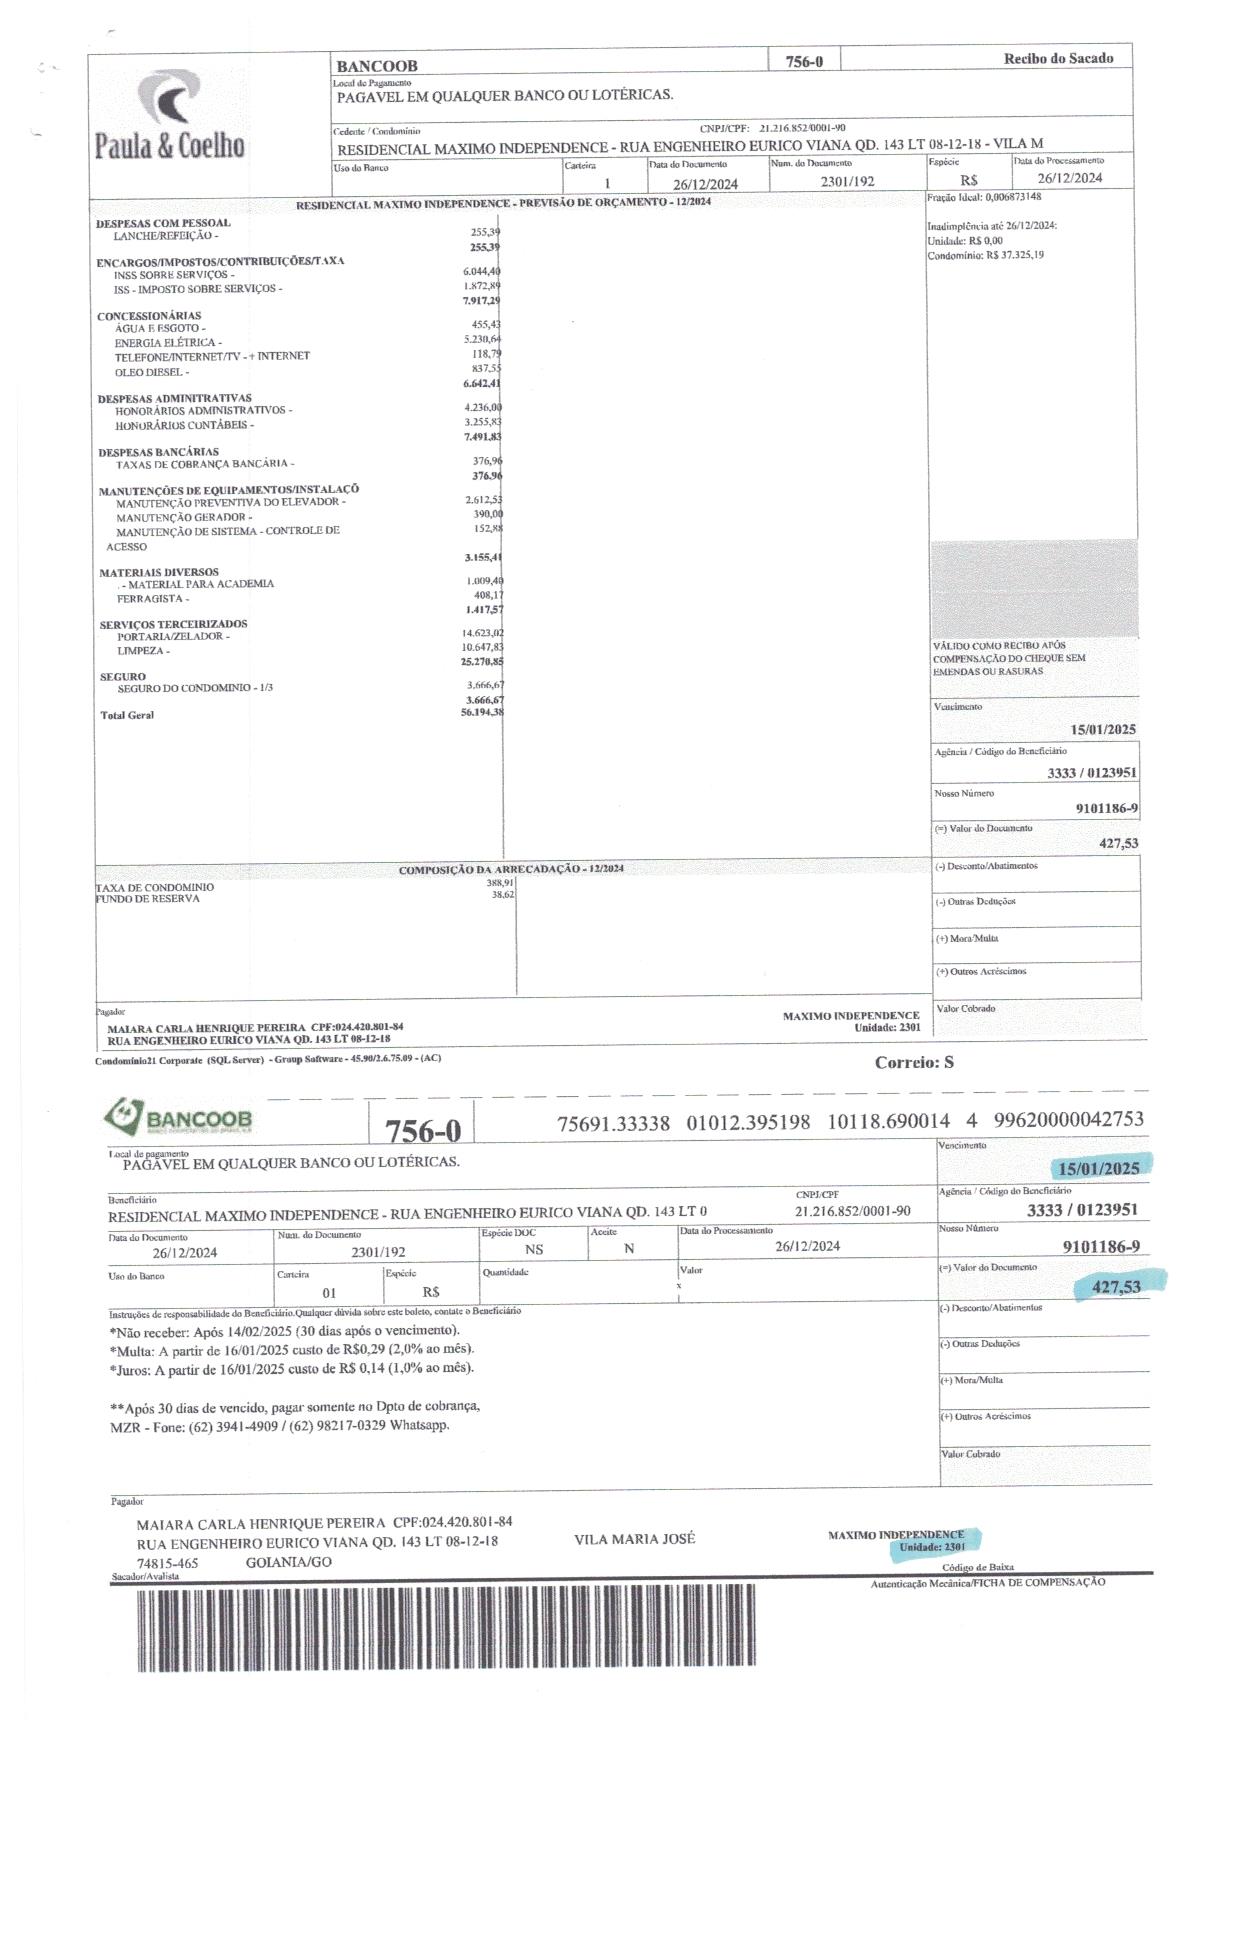 BANCOOB
756-0
Recibo do Sacado
Paula & Coelho
Local de Pagamento
PAGAVEL EM QUALQUER BANCO OU LOTÉRICAS.
Cedente / Condomínio
CNPJ/CPF: 21.216.852/0001-90
RESIDENCIAL MAXIMO INDEPENDENCE - RUA ENGENHEIRO EURICO VIANA QD. 143 LT 08-12-18 - VILA M
Uso do Banco
Carteira
Data do Documento
Num. do Documento
Espécie
Data do Processamento
1
26/12/2024
2301/192
R$
26/12/2024
RESIDENCIAL MAXIMO INDEPENDENCE - PREVISÃO DE ORÇAMENTO - 12/2024
Fração Ideal: 0,006873148
Inadimplência até 26/12/2024:
Unidade: R$ 0,00
Condomínio: R$ 37.325,19
DESPESAS COM PESSOAL
LANCHE/REFEIÇÃO - 255,39
255,39
ENCARGOS/IMPOSTOS/CONTRIBUIÇÕES/TAXA
INSS SOBRE SERVIÇOS - 6.044,40
ISS - IMPOSTO SOBRE SERVIÇOS - 1.872,89
7.917,29
CONCESSIONÁRIAS
ÁGUA E ESGOTO - 455,43
ENERGIA ELÉTRICA - 5.230,64
TELEFONE/INTERNET/TV - + INTERNET 118,79
OLEO DIESEL - 837,55
6.642,41
DESPESAS ADMINITRATIVAS
HONORÁRIOS ADMINISTRATIVOS - 4.236,00
HONORÁRIOS CONTÁBEIS - 3.255,83
7.491,83
DESPESAS BANCÁRIAS
TAXAS DE COBRANÇA BANCÁRIA - 376,96
376,96
MANUTENÇÕES DE EQUIPAMENTOS/INSTALAÇÕ
MANUTENÇÃO PREVENTIVA DO ELEVADOR - 2.612,53
MANUTENÇÃO GERADOR - 390,00
MANUTENÇÃO DE SISTEMA - CONTROLE DE 152,88
ACESSO
3.155,41
MATERIAIS DIVERSOS
. - MATERIAL PARA ACADEMIA 1.009,40
FERRAGISTA - 408,17
1.417,57
SERVIÇOS TERCEIRIZADOS
PORTARIA/ZELADOR - 14.623,02
LIMPEZA - 10.647,83
25.270,85
SEGURO
SEGURO DO CONDOMINIO - 1/3 3.666,67
3.666,67
Total Geral 56.194,38
VÁLIDO COMO RECIBO APÓS
COMPENSAÇÃO DO CHEQUE SEM
EMENDAS OU RASURAS
Vencimento
15/01/2025
Agência / Código do Beneficiário
3333 / 0123951
Nosso Número
9101186-9
(=) Valor do Documento
427,53
COMPOSIÇÃO DA ARRECADAÇÃO - 12/2024
TAXA DE CONDOMINIO 388,91
FUNDO DE RESERVA 38,62
(-) Desconto/Abatimentos
(-) Outras Deduções
(+) Mora/Multa
(+) Outros Acréscimos
Valor Cobrado
Pagador
MAIARA CARLA HENRIQUE PEREIRA CPF:024.420.801-84
RUA ENGENHEIRO EURICO VIANA QD. 143 LT 08-12-18
MAXIMO INDEPENDENCE
Unidade: 2301
Condomínio21 Corporate (SQL Server) - Group Software - 45.90/2.6.75.09 - (AC)
Correio: S
BANCOOB
756-0
75691.33338 01012.395198 10118.690014 4 99620000042753
Local de pagamento
PAGÁVEL EM QUALQUER BANCO OU LOTÉRICAS.
Vencimento
15/01/2025
Beneficiário
CNPJ/CPF
RESIDENCIAL MAXIMO INDEPENDENCE - RUA ENGENHEIRO EURICO VIANA QD. 143 LT 0
21.216.852/0001-90
Agência / Código do Beneficiário
3333 / 0123951
Data do Documento
Num. do Documento
Espécie DOC
Aceite
Data do Processamento
Nosso Número
26/12/2024
2301/192
NS
N
26/12/2024
9101186-9
Uso do Banco
Carteira
Espécie
Quantidade
Valor
(=) Valor do Documento
01
R$
x
427,53
Instruções de responsabilidade do Beneficiário.Qualquer dúvida sobre este boleto, contate o Beneficiário
*Não receber: Após 14/02/2025 (30 dias após o vencimento).
*Multa: A partir de 16/01/2025 custo de R$0,29 (2,0% ao mês).
*Juros: A partir de 16/01/2025 custo de R$ 0,14 (1,0% ao mês).
**Após 30 dias de vencido, pagar somente no Dpto de cobrança,
MZR - Fone: (62) 3941-4909 / (62) 98217-0329 Whatsapp.
(-) Desconto/Abatimentos
(-) Outras Deduções
(+) Mora/Multa
(+) Outros Acréscimos
Valor Cobrado
Pagador
MAIARA CARLA HENRIQUE PEREIRA CPF:024.420.801-84
RUA ENGENHEIRO EURICO VIANA QD. 143 LT 08-12-18
VILA MARIA JOSÉ
74815-465 GOIANIA/GO
MAXIMO INDEPENDENCE
Unidade: 2301
Código de Baixa
Sacador/Avalista
Autenticação Mecânica/FICHA DE COMPENSAÇÃO